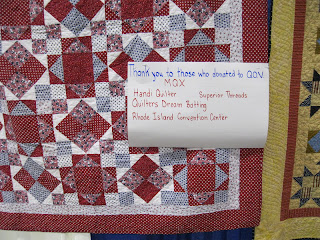 Thank you to those who donated to QOV
MQX
Handi Quilter Superior Threads
Quilters Dream Batting
Rhode Island Convention Center